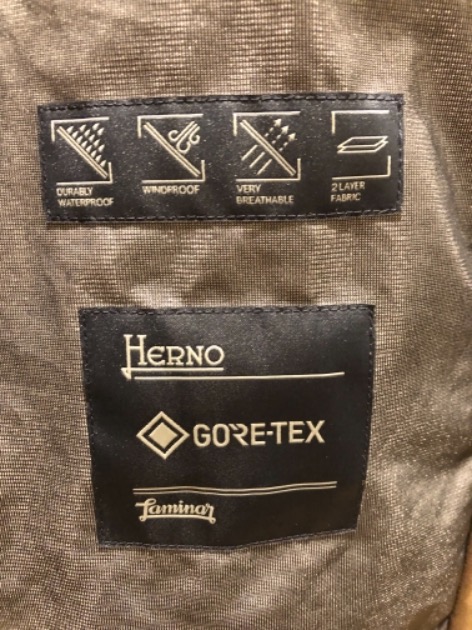 DURABLY
WATERPROOF
WINDPROOF
VERY
BREATHABLE
2 LAYER
FABRIC
HERNO
GORE-TEX
Laminar